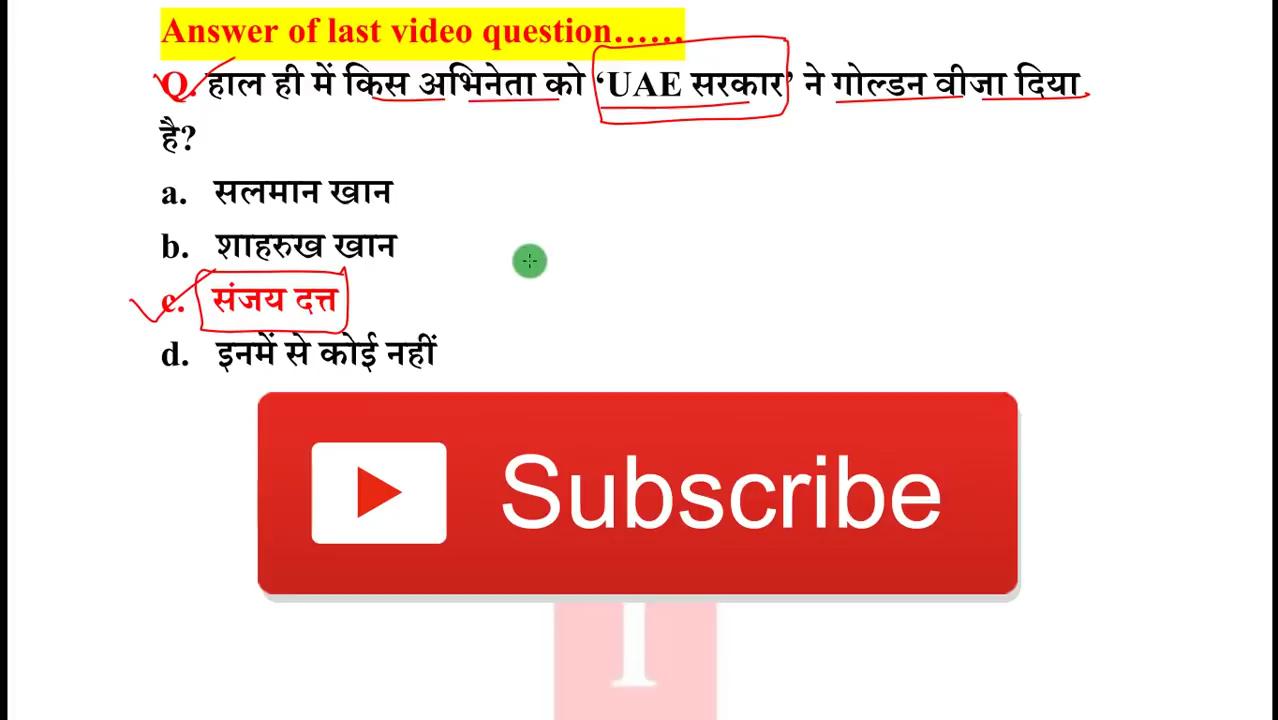 Answer of last video question……
Q. हाल ही में किस अभिनेता को ‘UAE सरकार’ ने गोल्डन वीजा दिया
है?
a. सलमान खान
b. शाहरुख खान
c. संजय दत्त
d. इनमें से कोई नहीं
Subscribe